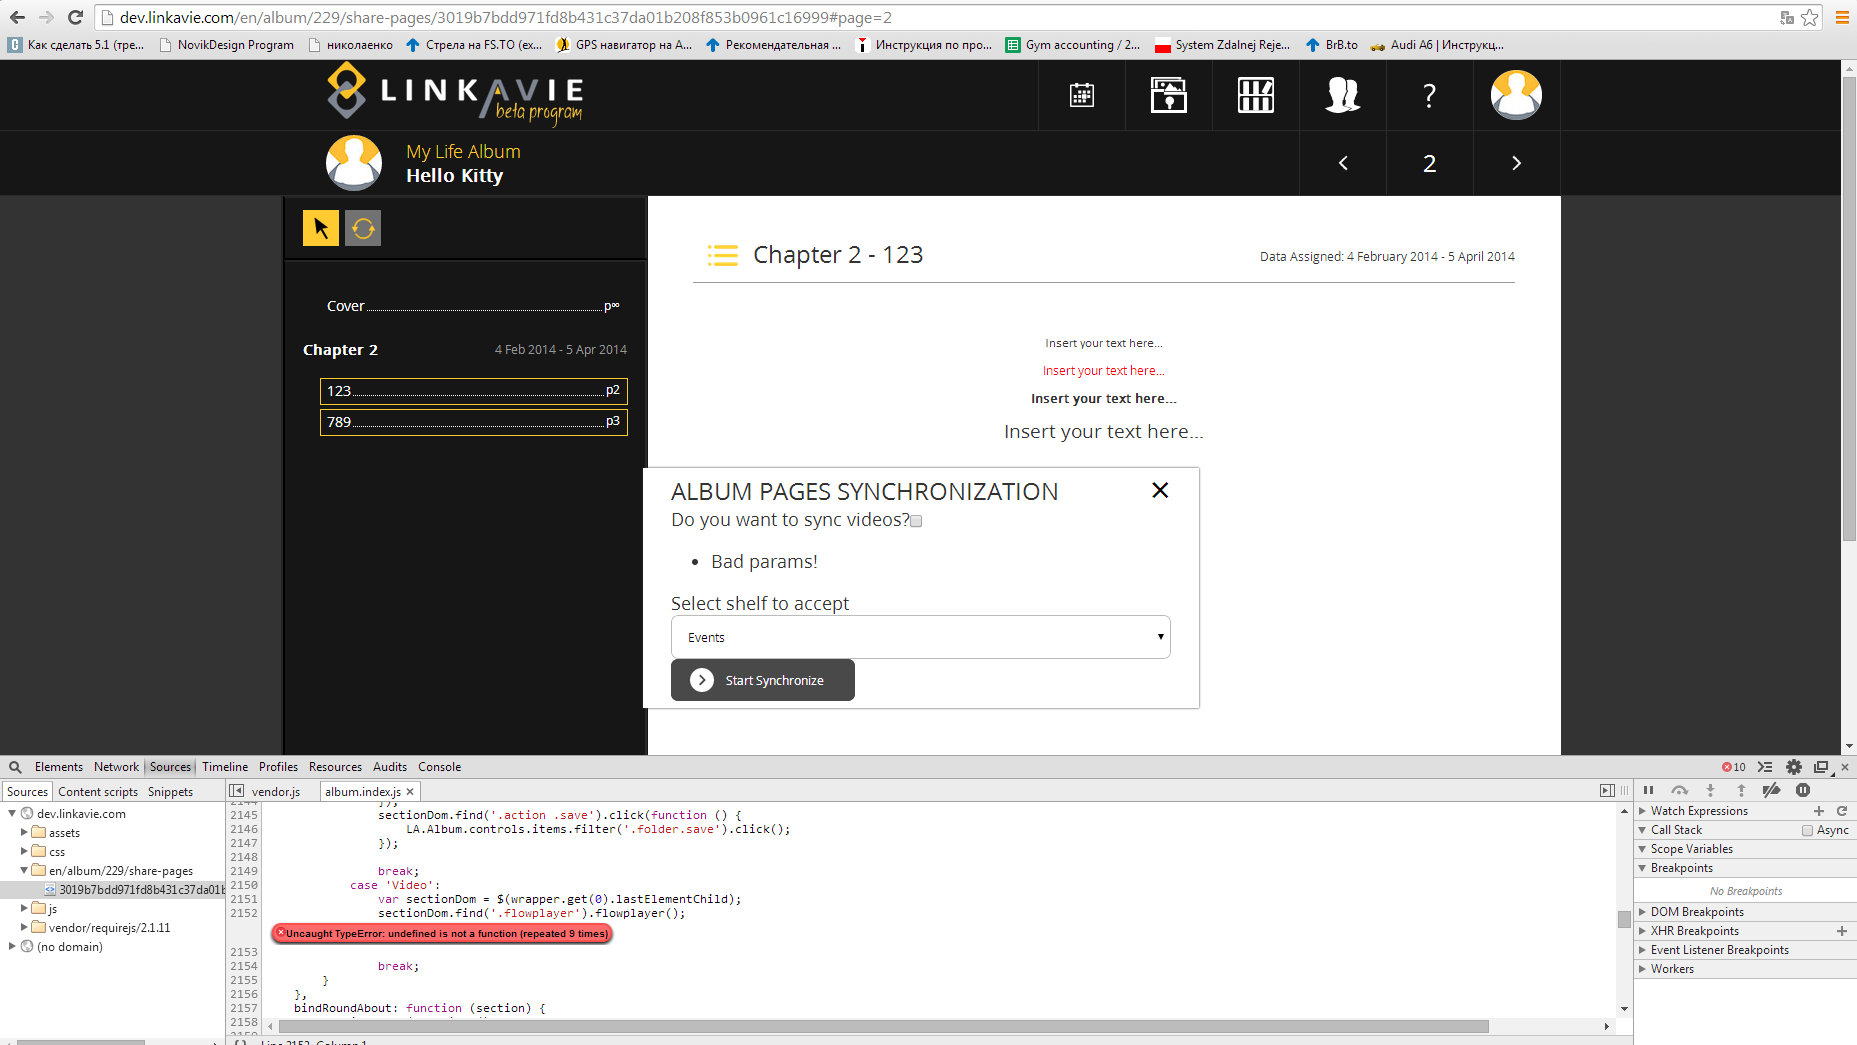 dev.linkavie.com/en/album/229/share-pages/3019b7bdd971fd8b431c37da01b208f853b0961c16999#page=2
Как сделать 5.1 (тре... NovikDesign Program николаенко Стрела на FS.TO (ex... GPS навигатор на А... Рекомендательная ... Инструкция по про... Gym accounting / 2... System Zdalnej Reje... BrB.to Audi A6 | Инструкц...
LINKAVIE
beta program
?
My Life Album
Hello Kitty
2
Chapter 2 - 123
Data Assigned: 4 February 2014 - 5 April 2014
Cover p∞
Chapter 2 4 Feb 2014 - 5 Apr 2014
123 p2
789 p3
Insert your text here...
Insert your text here...
Insert your text here...
Insert your text here...
ALBUM PAGES SYNCHRONIZATION
Do you want to sync videos?
• Bad params!
Select shelf to accept
Events
Start Synchronize
Elements Network Sources Timeline Profiles Resources Audits Console 10
Sources Content scripts Snippets
vendor.js album.index.js
dev.linkavie.com
assets
css
en/album/229/share-pages
3019b7bdd971fd8b431c37da01b
js
vendor/requirejs/2.1.11
(no domain)
2144 });
2145 sectionDom.find('.action .save').click(function () {
2146 LA.Album.controls.items.filter('.folder.save').click();
2147 });
2148
2149 break;
2150 case 'Video':
2151 var sectionDom = $(wrapper.get(0).lastElementChild);
2152 sectionDom.find('.flowplayer').flowplayer();
Uncaught TypeError: undefined is not a function (repeated 9 times)
2153
2154 break;
2155 }
2156 },
2157 bindRoundAbout: function (section) {
2158
Line 2152, Column 1
Watch Expressions
Call Stack Async
Scope Variables
Breakpoints
No Breakpoints
DOM Breakpoints
XHR Breakpoints
Event Listener Breakpoints
Workers